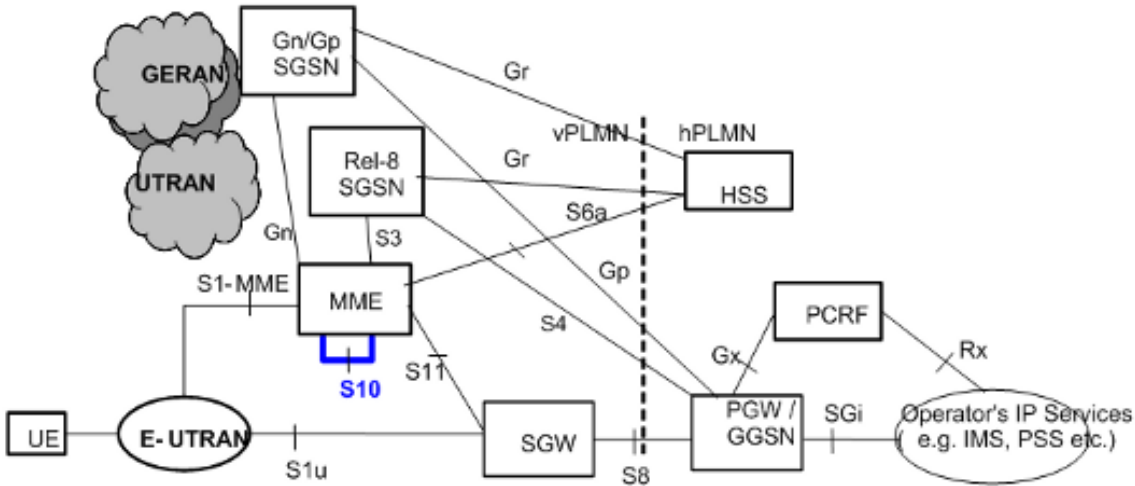 Gn/Gp
SGSN
GERAN
Gr
vPLMN
hPLMN
Rel-8
SGSN
Gr
UTRAN
HSS
S6a
Gn
S3
Gp
S1-MME
MME
PCRF
S4
Gx
Rx
S11
S10
PGW /
GGSN
SGi
Operator's IP Services
( e.g. IMS, PSS etc.)
UE
E- UTRAN
SGW
S1u
S8